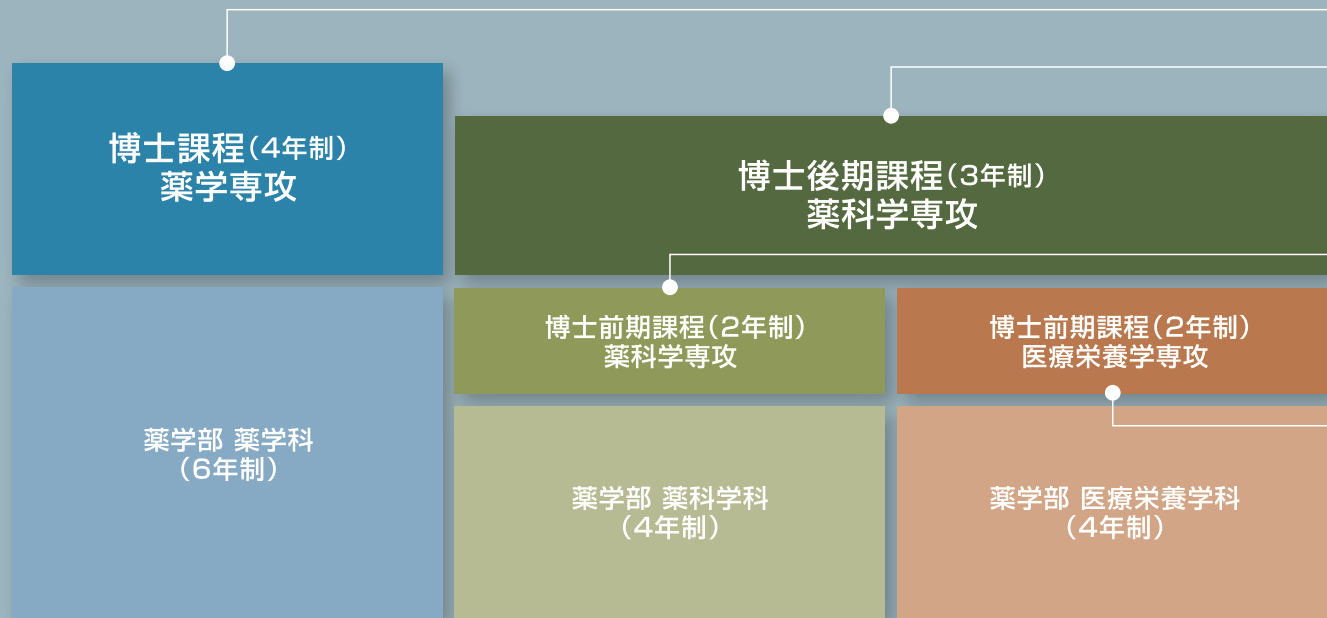 博士課程（4年制）
薬学専攻
博士後期課程（3年制）
薬科学専攻
博士前期課程（2年制）
薬科学専攻
博士前期課程（2年制）
医療栄養学専攻
薬学部 薬学科
（6年制）
薬学部 薬科学科
（4年制）
薬学部 医療栄養学科
（4年制）